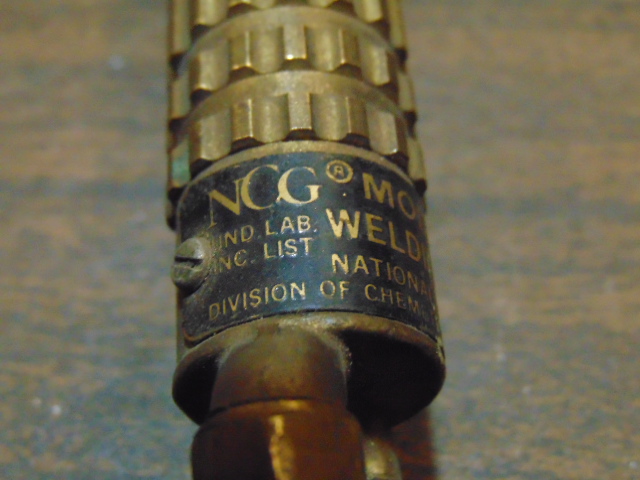 NCG® MO
UND. LAB. WELD
INC. LIST
NATIONA
DIVISION OF CHEM